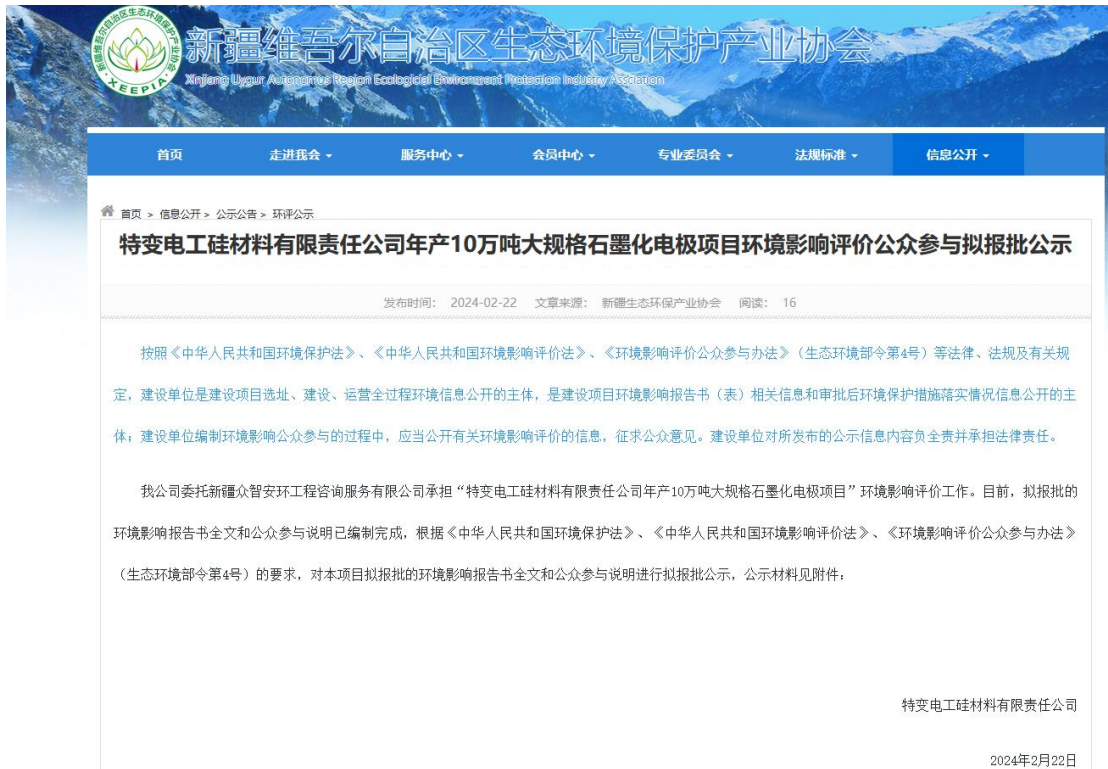 新疆维吾尔自治区生态环境保护产业协会
Xinjiang Uygur Autonomous Region Ecological Environment Protection Industry Association
XEEPIA
首页 走进我会 服务中心 会员中心 专业委员会 法规标准 信息公开
首页 > 信息公开 > 公示公告 > 环评公示
特变电工硅材料有限责任公司年产10万吨大规格石墨化电极项目环境影响评价公众参与拟报批公示
发布时间: 2024-02-22 文章来源: 新疆生态环保产业协会 阅读: 16
按照《中华人民共和国环境保护法》、《中华人民共和国环境影响评价法》、《环境影响评价公众参与办法》(生态环境部令第4号)等法律、法规及有关规
定,建设单位是建设项目选址、建设、运营全过程环境信息公开的主体,是建设项目环境影响报告书(表)相关信息和审批后环境保护措施落实情况信息公开的主
体;建设单位编制环境影响公众参与的过程中,应当公开有关环境影响评价的信息,征求公众意见。建设单位对所发布的公示信息内容负全责并承担法律责任。
我公司委托新疆众智安环工程咨询服务有限公司承担“特变电工硅材料有限责任公司年产10万吨大规格石墨化电极项目”环境影响评价工作。目前,拟报批的
环境影响报告书全文和公众参与说明已编制完成,根据《中华人民共和国环境保护法》、《中华人民共和国环境影响评价法》、《环境影响评价公众参与办法》
(生态环境部令第4号)的要求,对本项目拟报批的环境影响报告书全文和公众参与说明进行拟报批公示,公示材料见附件:
特变电工硅材料有限责任公司
2024年2月22日